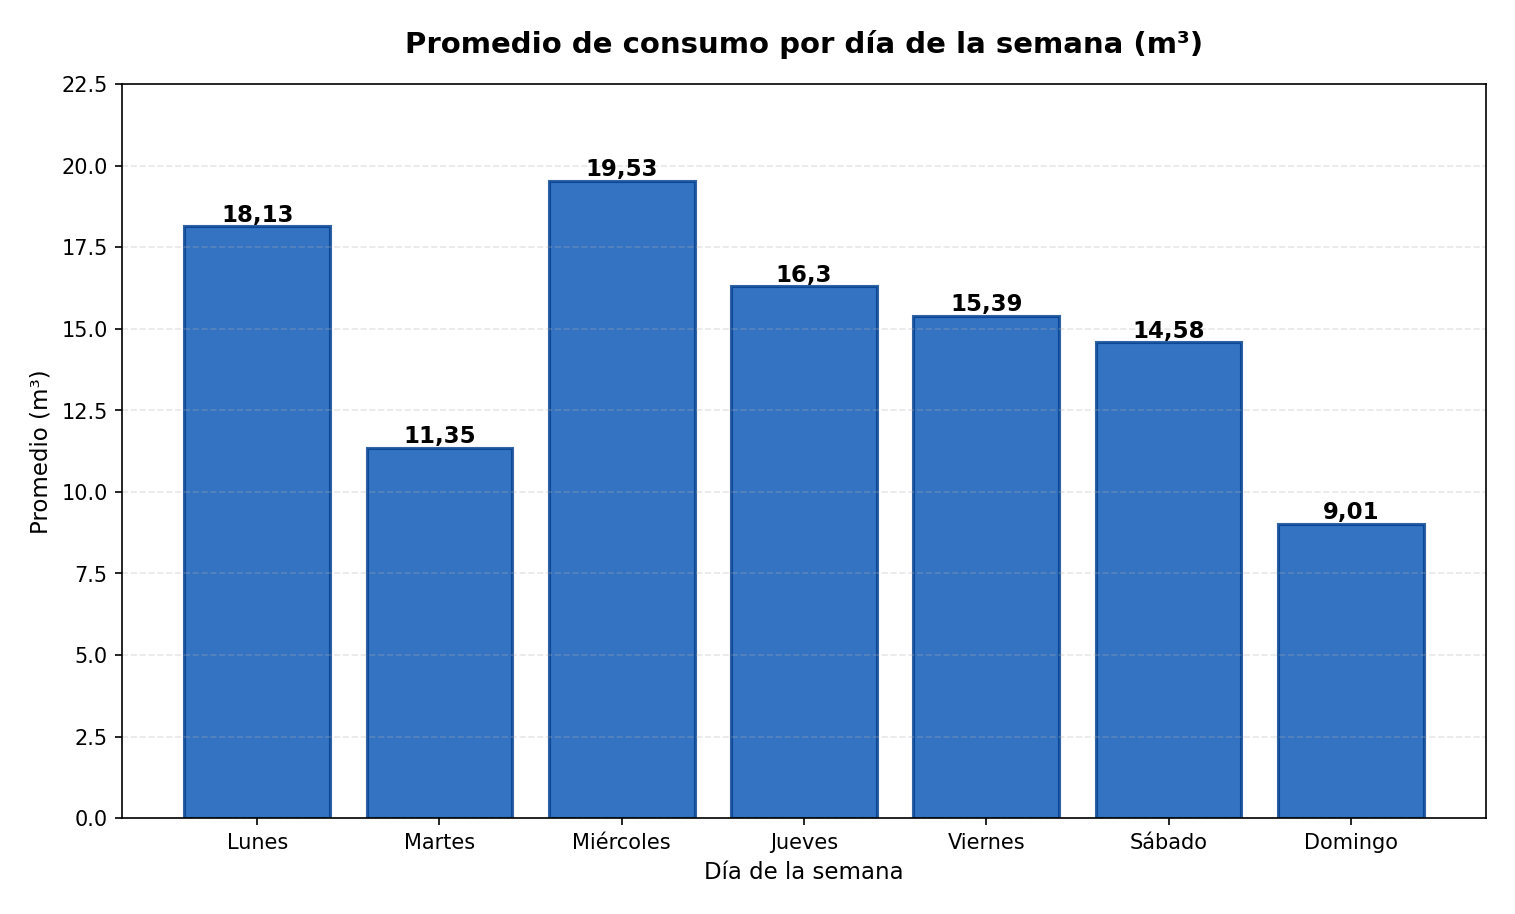 Promedio de consumo por día de la semana (m³)
22.5
20.0
17.5
15.0
12.5
10.0
7.5
5.0
2.5
0.0
Promedio (m³)
18,13
11,35
19,53
16,3
15,39
14,58
9,01
Lunes
Martes
Miércoles
Jueves
Viernes
Sábado
Domingo
Día de la semana